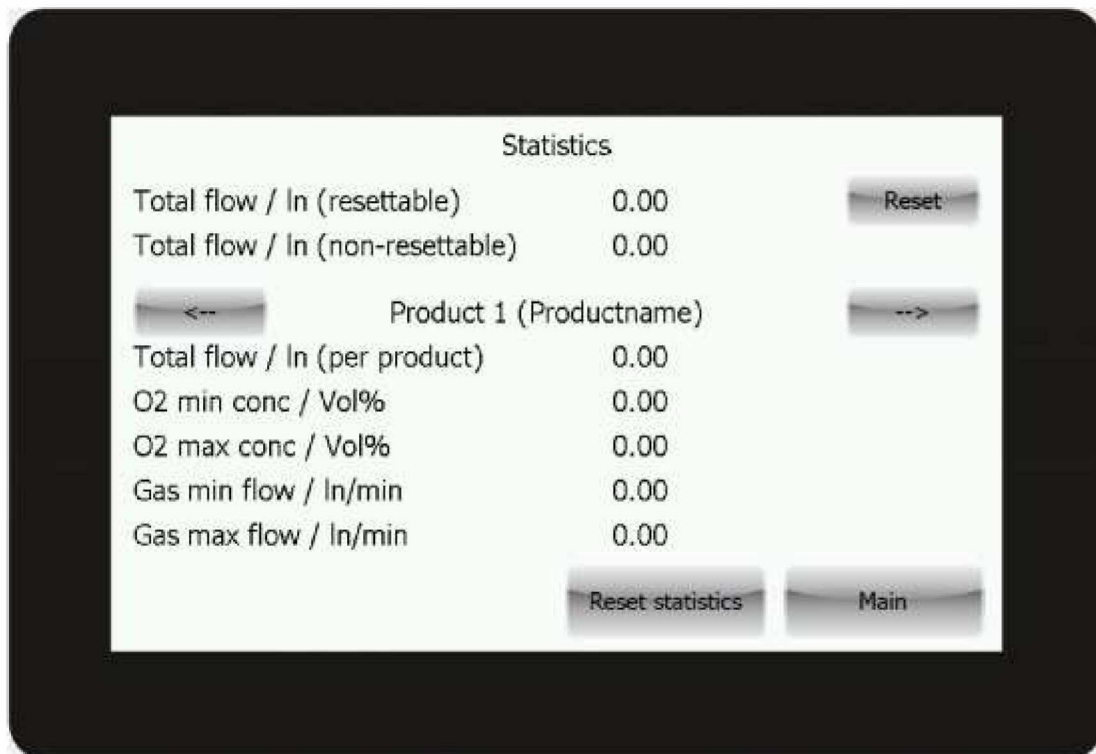 Statistics
Total flow / ln (resettable) 0.00 Reset
Total flow / ln (non-resettable) 0.00
<-- Product 1 (Productname) -->
Total flow / ln (per product) 0.00
O2 min conc / Vol% 0.00
O2 max conc / Vol% 0.00
Gas min flow / ln/min 0.00
Gas max flow / ln/min 0.00
Reset statistics Main